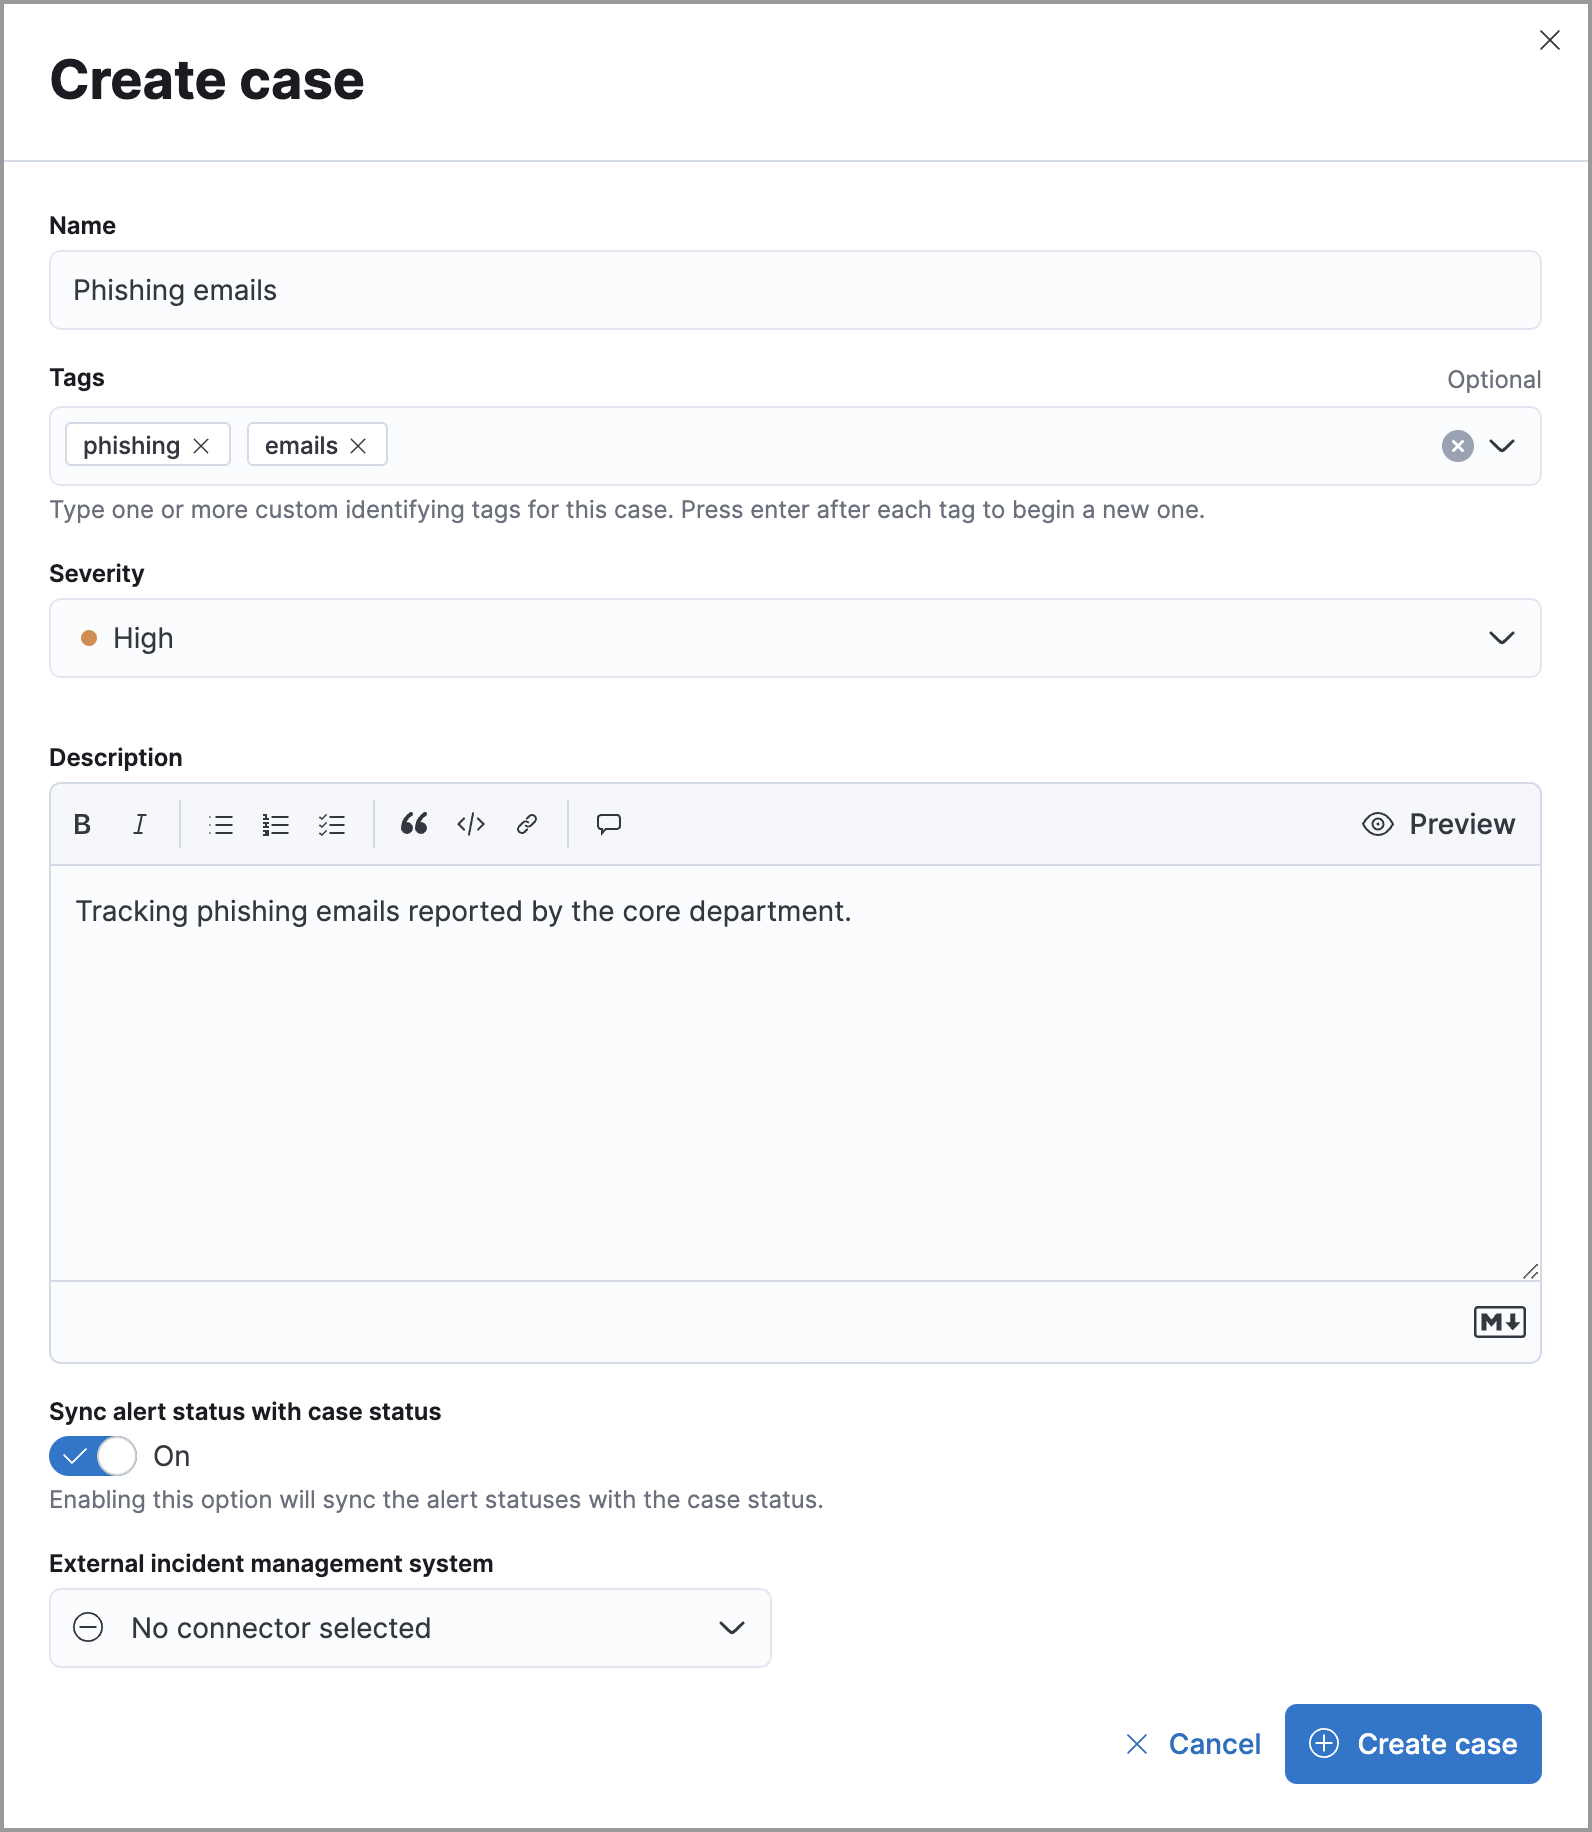 Create case
Name
Phishing emails
Tags
Optional
phishing
emails
Type one or more custom identifying tags for this case. Press enter after each tag to begin a new one.
Severity
High
Description
B I
Preview
Tracking phishing emails reported by the core department.
M
Sync alert status with case status
On
Enabling this option will sync the alert statuses with the case status.
External incident management system
No connector selected
Cancel
Create case